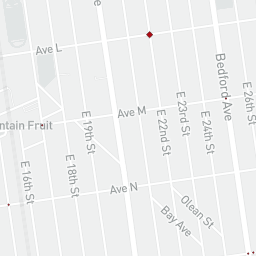 Ave L
Bedford Ave
E 26th St
Ave M
E 23rd St
E 24th St
E 22nd St
E 19th St
ntain Fruit
E 18th St
E 16th St
Ave N
Olean St
Bay Ave